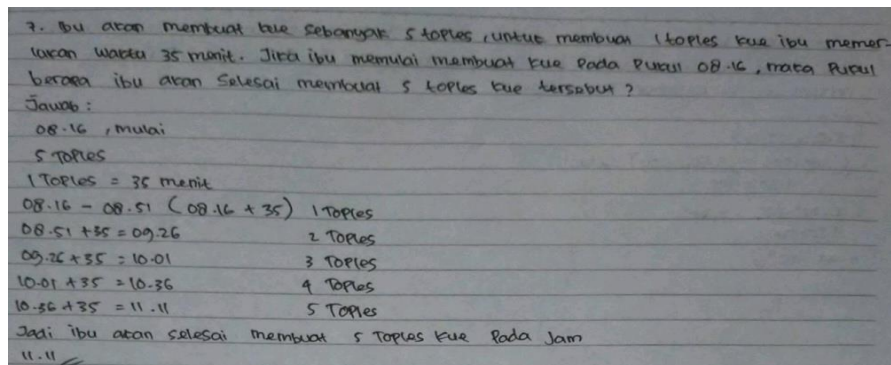 7. Ibu akan membuat kue sebanyak 5 toples, untuk membuat 1 toples kue ibu memer-
lukan waktu 35 menit. Jika ibu memulai membuat kue pada pukul 08.16, maka pukul
berapa ibu akan selesai membuat 5 toples kue tersebut?
Jawab :
08.16, mulai
5 Toples
1 Toples = 35 menit
08.16 - 08.51 (08.16 + 35) 1 Toples
08.51 +35 = 09.26 2 Toples
09.26 +35 = 10.01 3 Toples
10.01 +35 = 10.36 4 Toples
10.36 +35 = 11.11 5 Toples
Jadi ibu akan selesai membuat 5 Toples kue Pada Jam
11.11